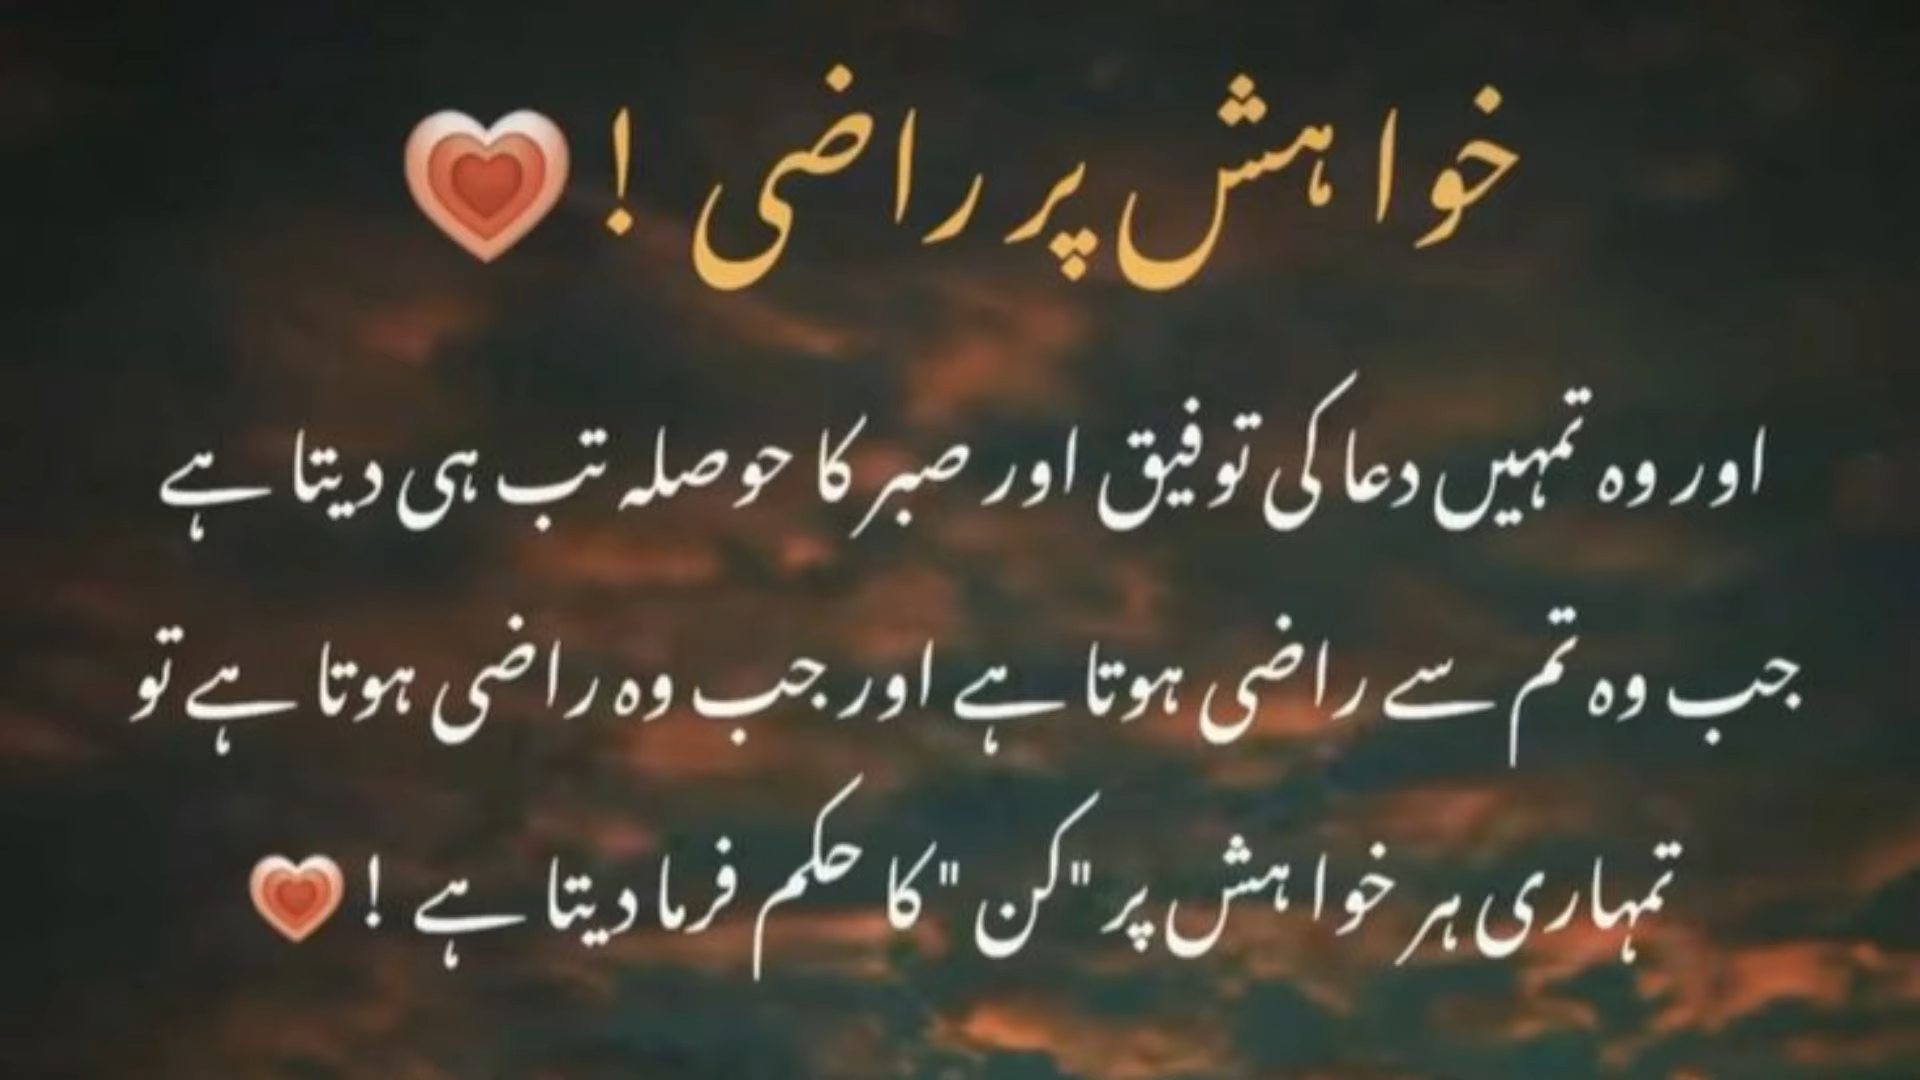 خواہش پر راضی ! 💗
اور وہ تمہیں دعا کی توفیق اور صبر کا حوصلہ تب ہی دیتا ہے
جب وہ تم سے راضی ہوتا ہے اور جب وہ راضی ہوتا ہے تو
تمہاری ہر خواہش پر "کن" کا حکم فرما دیتا ہے ! 💗